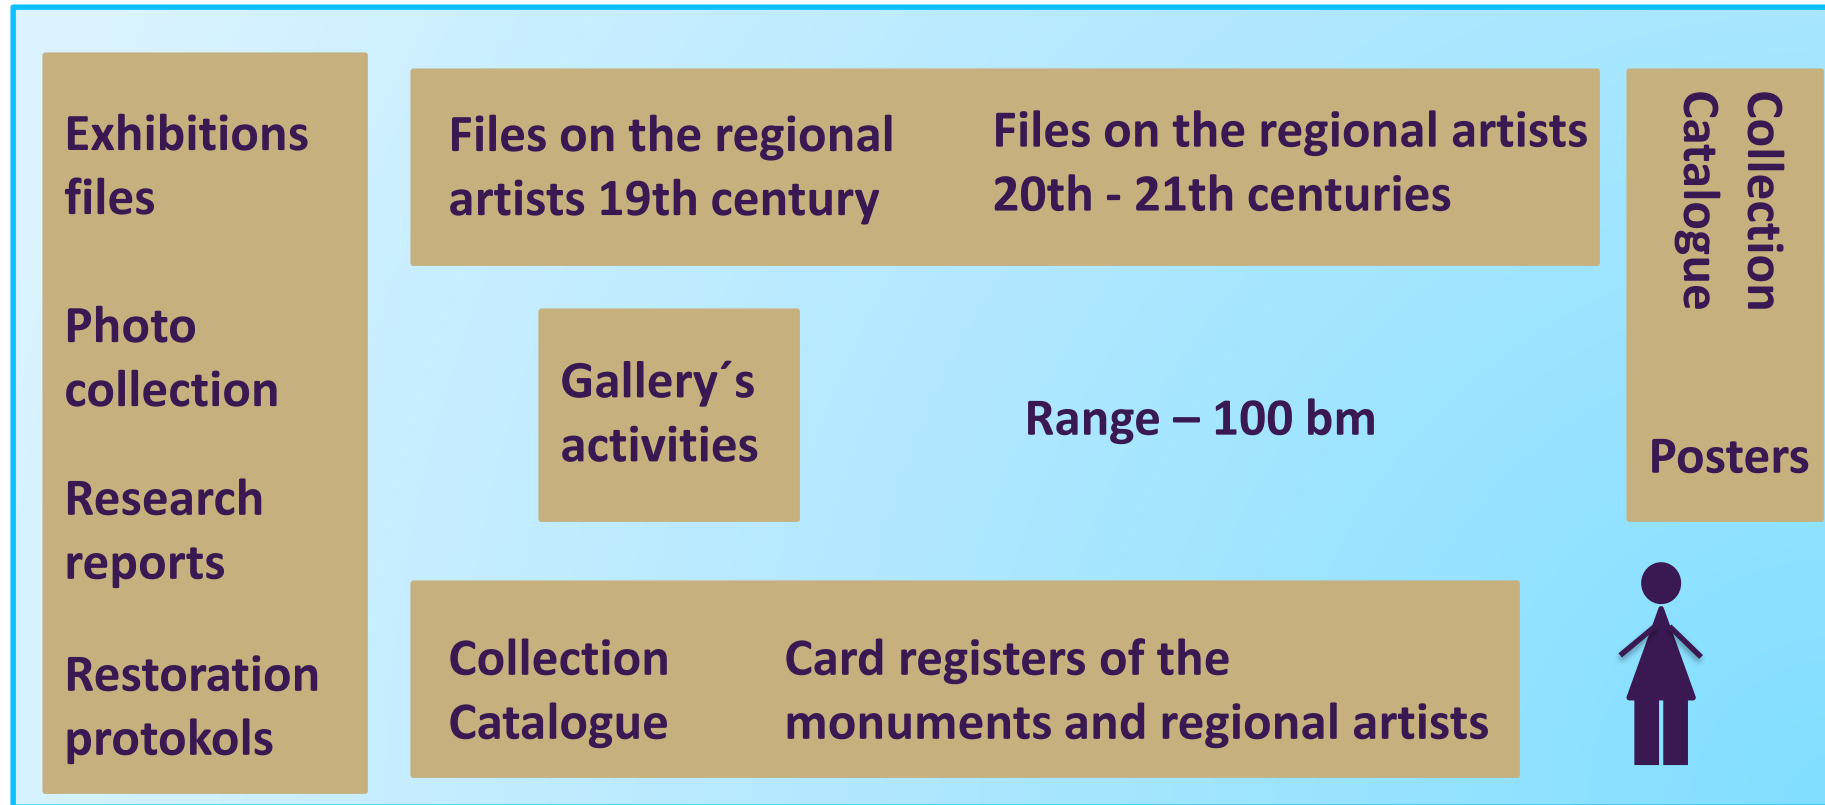 Exhibitions
files
Photo
collection
Research
reports
Restoration
protokols
Files on the regional
artists 19th century
Files on the regional artists
20th - 21th centuries
Gallery´s
activities
Range – 100 bm
Collection
Catalogue
Card registers of the
monuments and regional artists
Collection
Catalogue
Posters